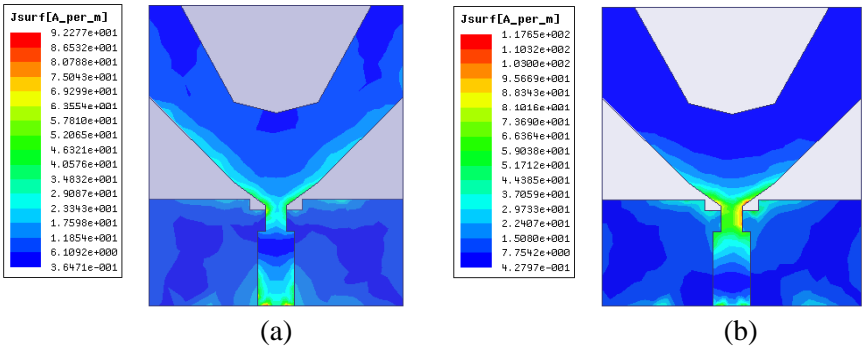 Jsurf[A_per_m]
9.2277e+001
8.6532e+001
8.0788e+001
7.5043e+001
6.9299e+001
6.3554e+001
5.7810e+001
5.2065e+001
4.6321e+001
4.0576e+001
3.4832e+001
2.9087e+001
2.3343e+001
1.7598e+001
1.1854e+001
6.1092e+000
3.6471e-001
(a)
Jsurf[A_per_m]
1.1765e+002
1.1032e+002
1.0300e+002
9.5669e+001
8.8343e+001
8.1016e+001
7.3690e+001
6.6364e+001
5.9038e+001
5.1712e+001
4.4385e+001
3.7059e+001
2.9733e+001
2.2407e+001
1.5080e+001
7.7542e+000
4.2797e-001
(b)